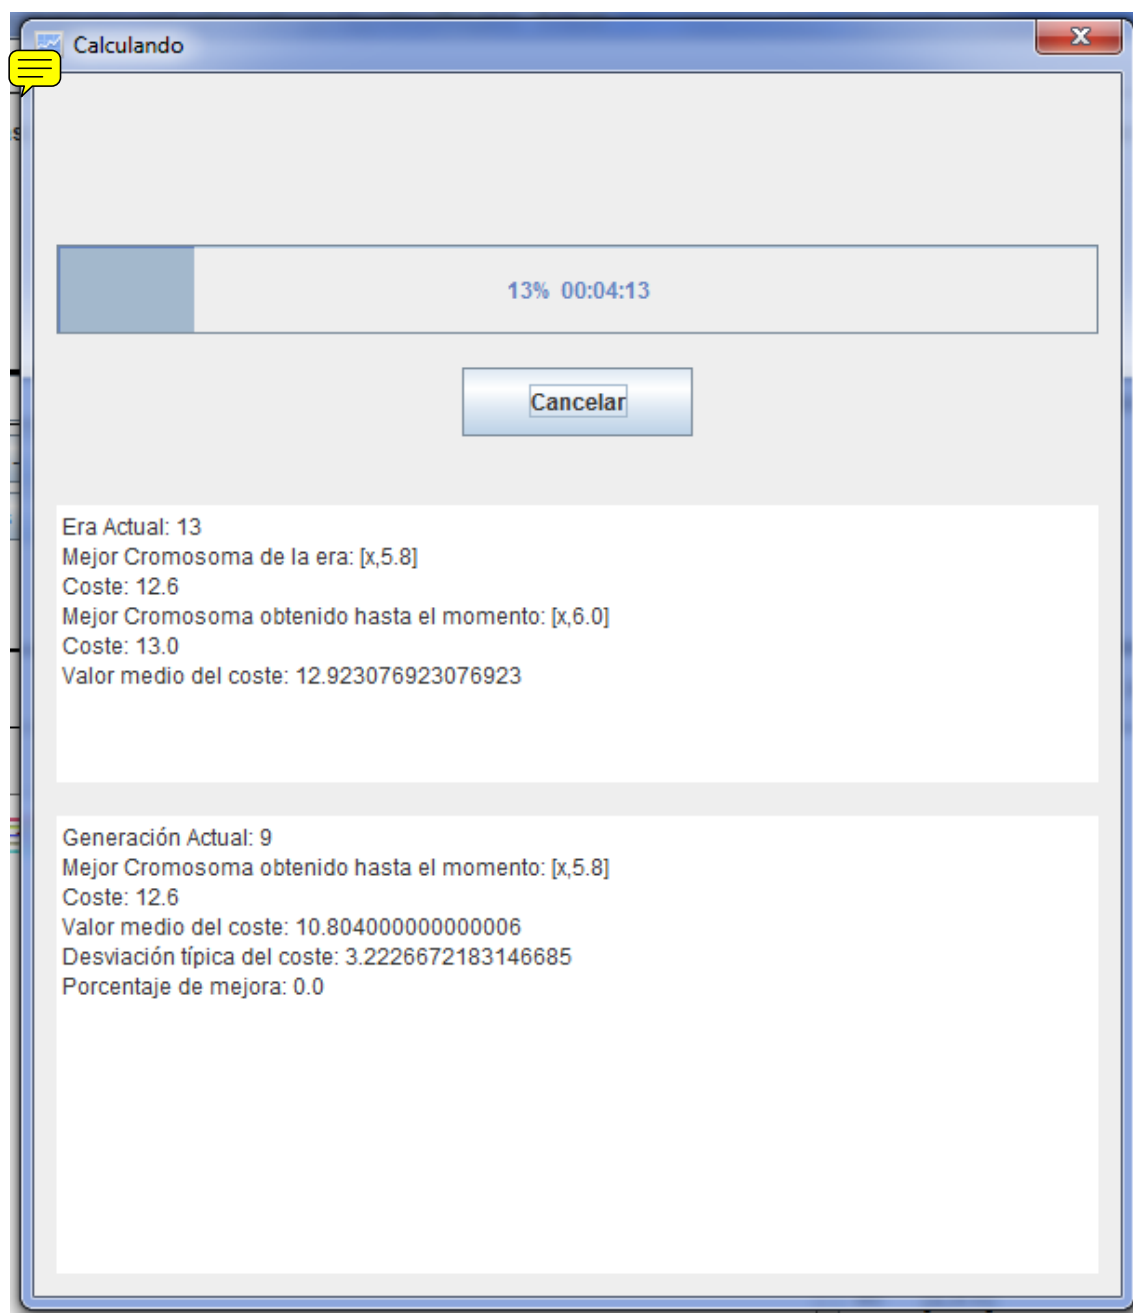 Calculando
13% 00:04:13
Cancelar
Era Actual: 13
Mejor Cromosoma de la era: [x,5.8]
Coste: 12.6
Mejor Cromosoma obtenido hasta el momento: [x,6.0]
Coste: 13.0
Valor medio del coste: 12.923076923076923
Generación Actual: 9
Mejor Cromosoma obtenido hasta el momento: [x,5.8]
Coste: 12.6
Valor medio del coste: 10.804000000000006
Desviación típica del coste: 3.2226672183146685
Porcentaje de mejora: 0.0